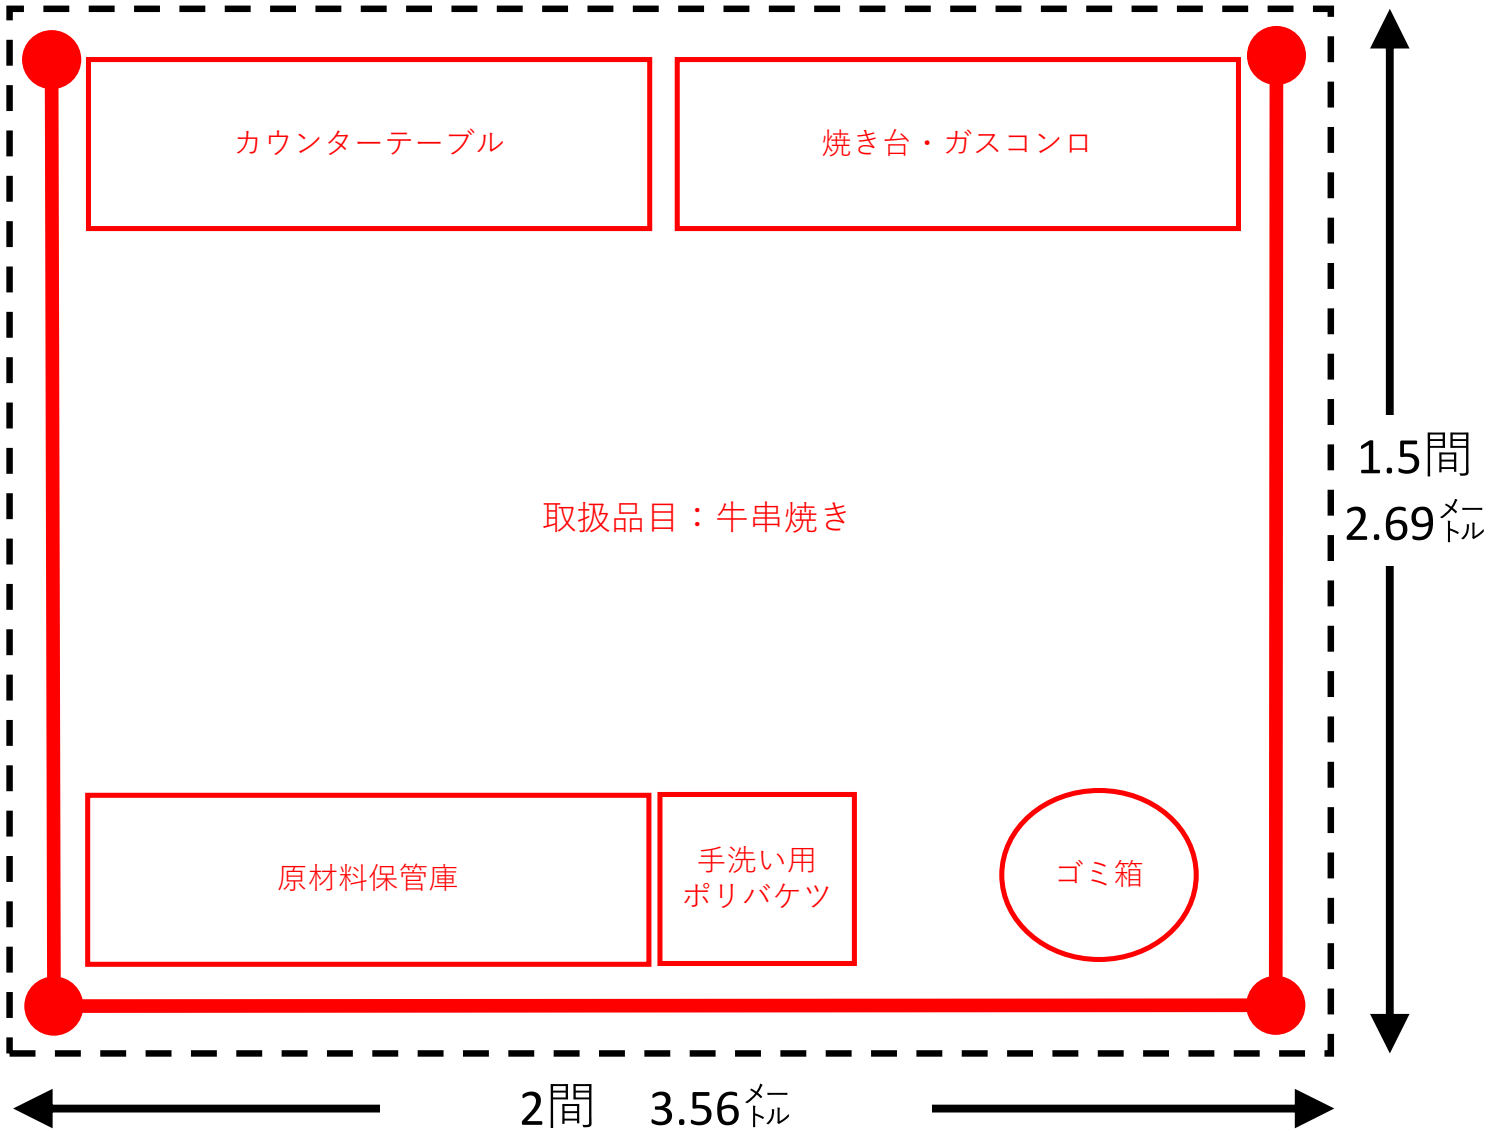 カウンターテーブル
焼き台・ガスコンロ
1.5間
2.69㍍
取扱品目：牛串焼き
原材料保管庫
手洗い用
ポリバケツ
ゴミ箱
2間　3.56㍍